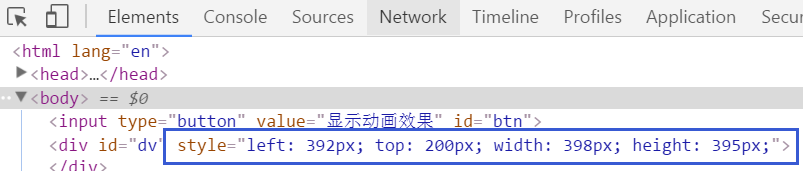 Elements Console Sources Network Timeline Profiles Application Secur
<html lang="en">
<head>…</head>
<body> == $0
<input type="button" value="显示动画效果" id="btn">
<div id="dv" style="left: 392px; top: 200px; width: 398px; height: 395px;">
</div>